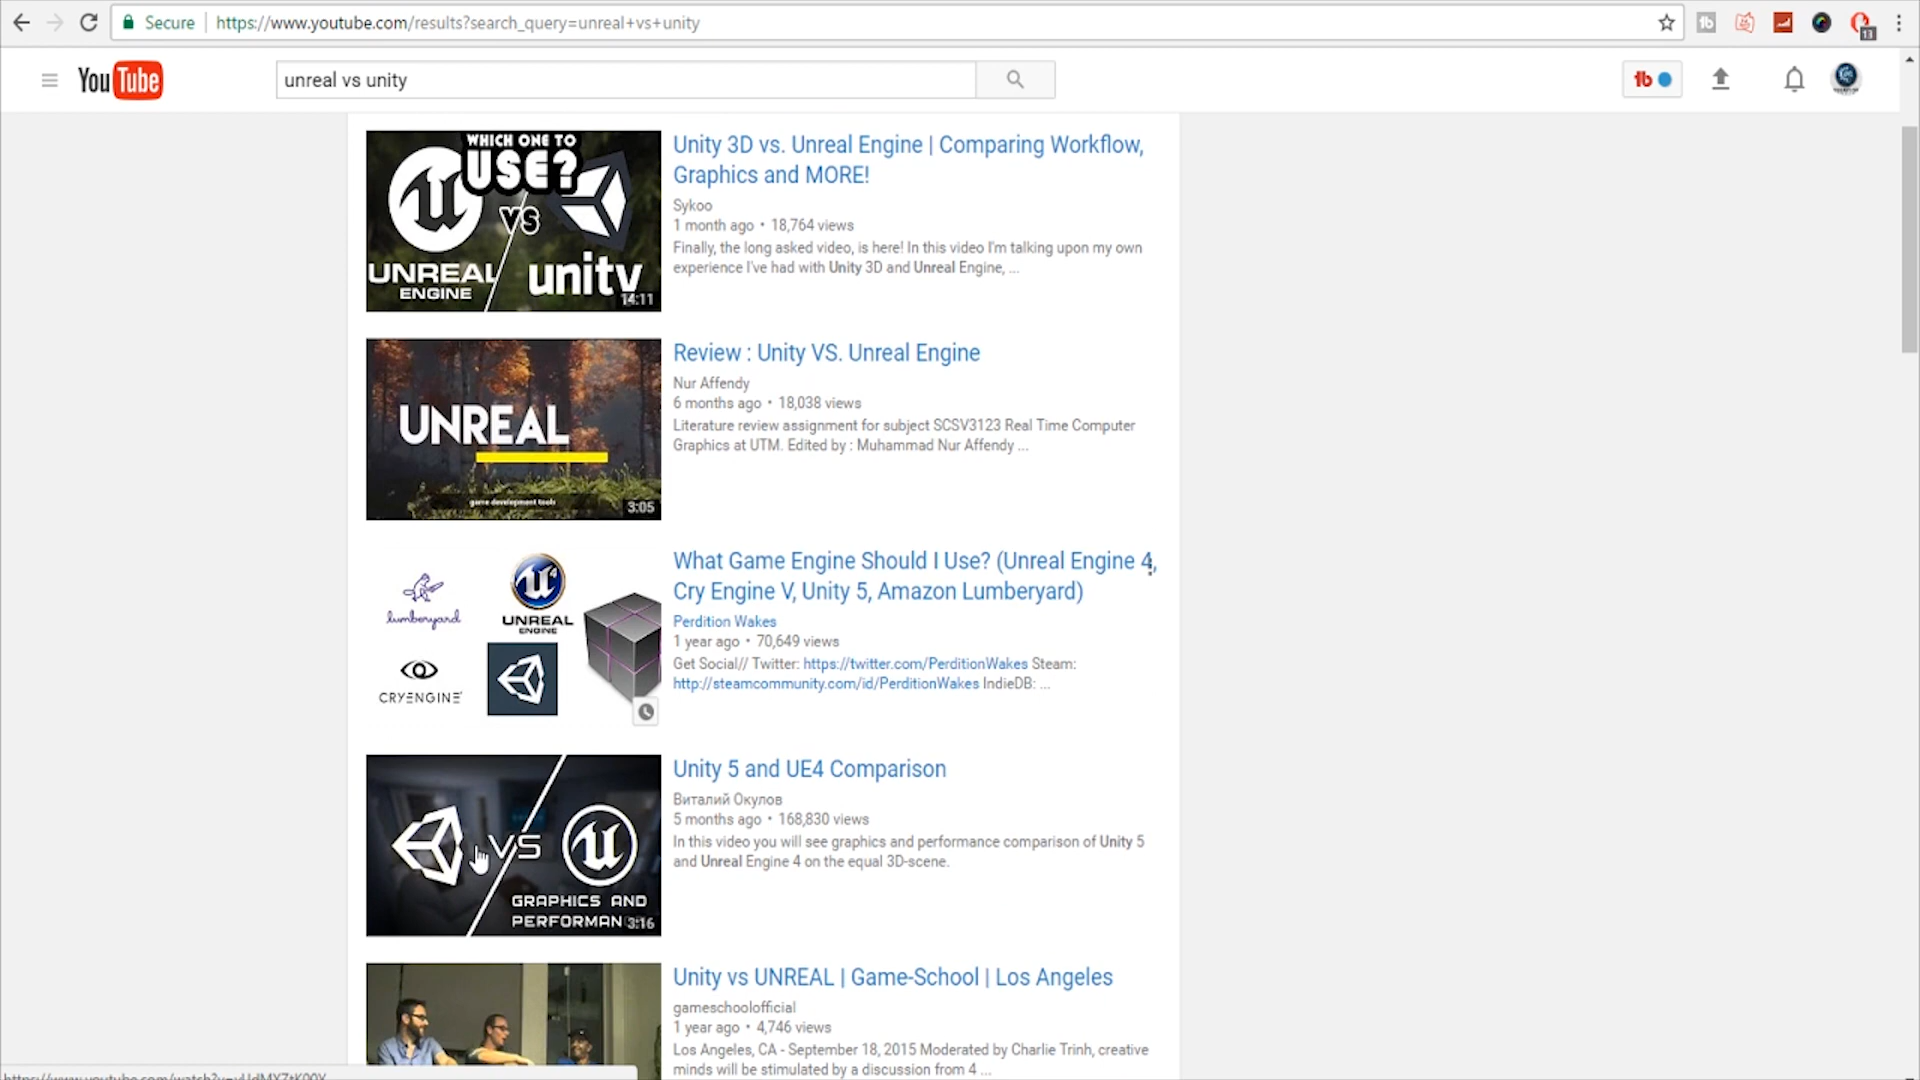 Secure https://www.youtube.com/results?search_query=unreal+vs+unity
13
YouTube
unreal vs unity
WHICH ONE TO
USE?
VS
UNREAL
ENGINE
unity
14:11
Unity 3D vs. Unreal Engine | Comparing Workflow,
Graphics and MORE!
Sykoo
1 month ago • 18,764 views
Finally, the long asked video, is here! In this video I'm talking upon my own
experience I've had with Unity 3D and Unreal Engine, ...
UNREAL
game development tools
3:05
Review : Unity VS. Unreal Engine
Nur Affendy
6 months ago • 18,038 views
Literature review assignment for subject SCSV3123 Real Time Computer
Graphics at UTM. Edited by : Muhammad Nur Affendy ...
lumberyard
UNREAL
ENGINE
CRYENGINE
What Game Engine Should I Use? (Unreal Engine 4,
Cry Engine V, Unity 5, Amazon Lumberyard)
Perdition Wakes
1 year ago • 70,649 views
Get Social// Twitter: https://twitter.com/PerditionWakes Steam:
http://steamcommunity.com/id/PerditionWakes IndieDB: ...
VS
GRAPHICS AND
PERFORMAN
3:16
Unity 5 and UE4 Comparison
Виталий Окулов
5 months ago • 168,830 views
In this video you will see graphics and performance comparison of Unity 5
and Unreal Engine 4 on the equal 3D-scene.
Unity vs UNREAL | Game-School | Los Angeles
gameschoolofficial
1 year ago • 4,746 views
Los Angeles, CA - September 18, 2015 Moderated by Charlie Trinh, creative
minds will be stimulated by a discussion from 4 ...